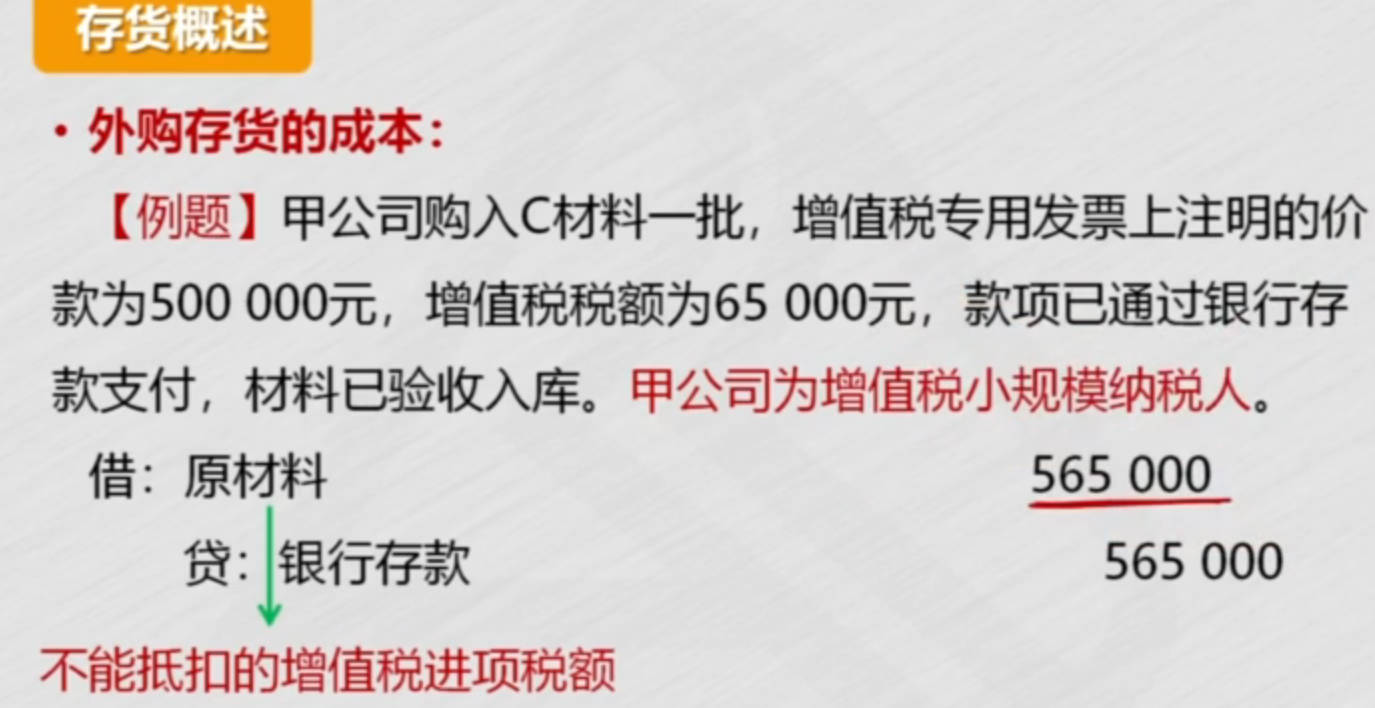 存货概述
• 外购存货的成本：
【例题】甲公司购入C材料一批，增值税专用发票上注明的价
款为500 000元，增值税税额为65 000元，款项已通过银行存
款支付，材料已验收入库。甲公司为增值税小规模纳税人。
借：原材料 565 000
贷：银行存款 565 000
不能抵扣的增值税进项税额